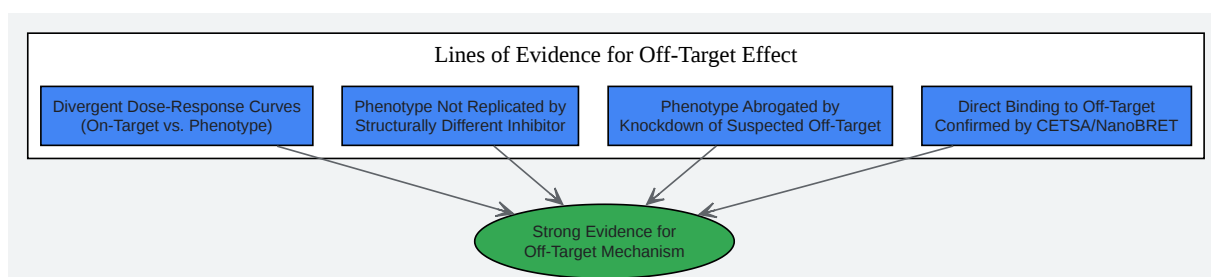 Lines of Evidence for Off-Target Effect
Divergent Dose-Response Curves
(On-Target vs. Phenotype)
Phenotype Not Replicated by
Structurally Different Inhibitor
Phenotype Abrogated by
Knockdown of Suspected Off-Target
Direct Binding to Off-Target
Confirmed by CETSA/NanoBRET
Strong Evidence for
Off-Target Mechanism